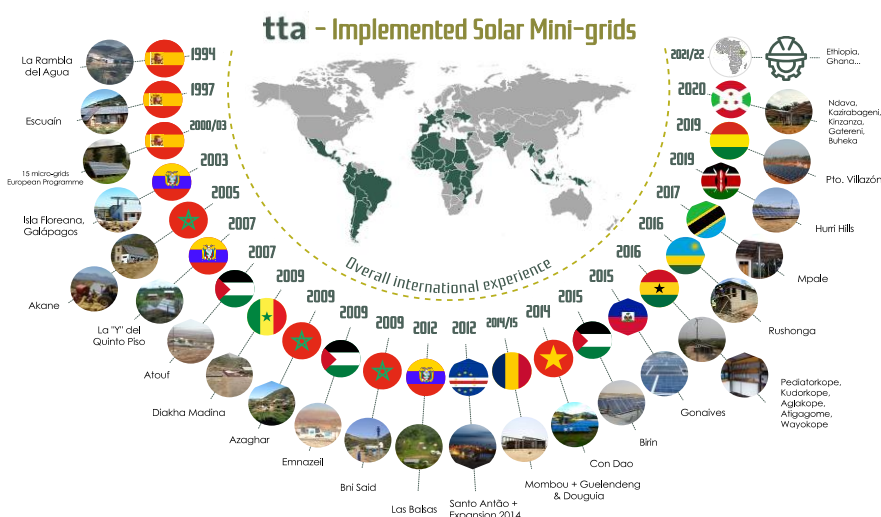 tta - Implemented Solar Mini-grids
La Rambla
del Agua
1994
Escuaín
1997
15 micro-grids
European Programme
2000/03
Isla Floreana,
Galápagos
2003
Akane
2005
La "Y" del
Quinto Piso
2007
Atouf
2007
Diakha Madina
2009
Azaghar
2009
Emnazeil
2009
Bni Said
2009
Las Balsas
2012
Santo Antão +
Expansion 2014
2012
Mombou + Guelendeng
& Douguia
2014/15
Con Dao
2014
Birin
2015
Gonaives
2015
Pediatorkope,
Kudorkope,
Aglakope,
Atigagome,
Wayokope
2016
Rushonga
2016
Mpale
2017
Hurri Hills
2019
Pto. Villazón
2019
Ndava,
Kazirabageni,
Kinzanza,
Gatereni,
Buheka
2020
Ethiopia,
Ghana...
2021/22
Overall international experience